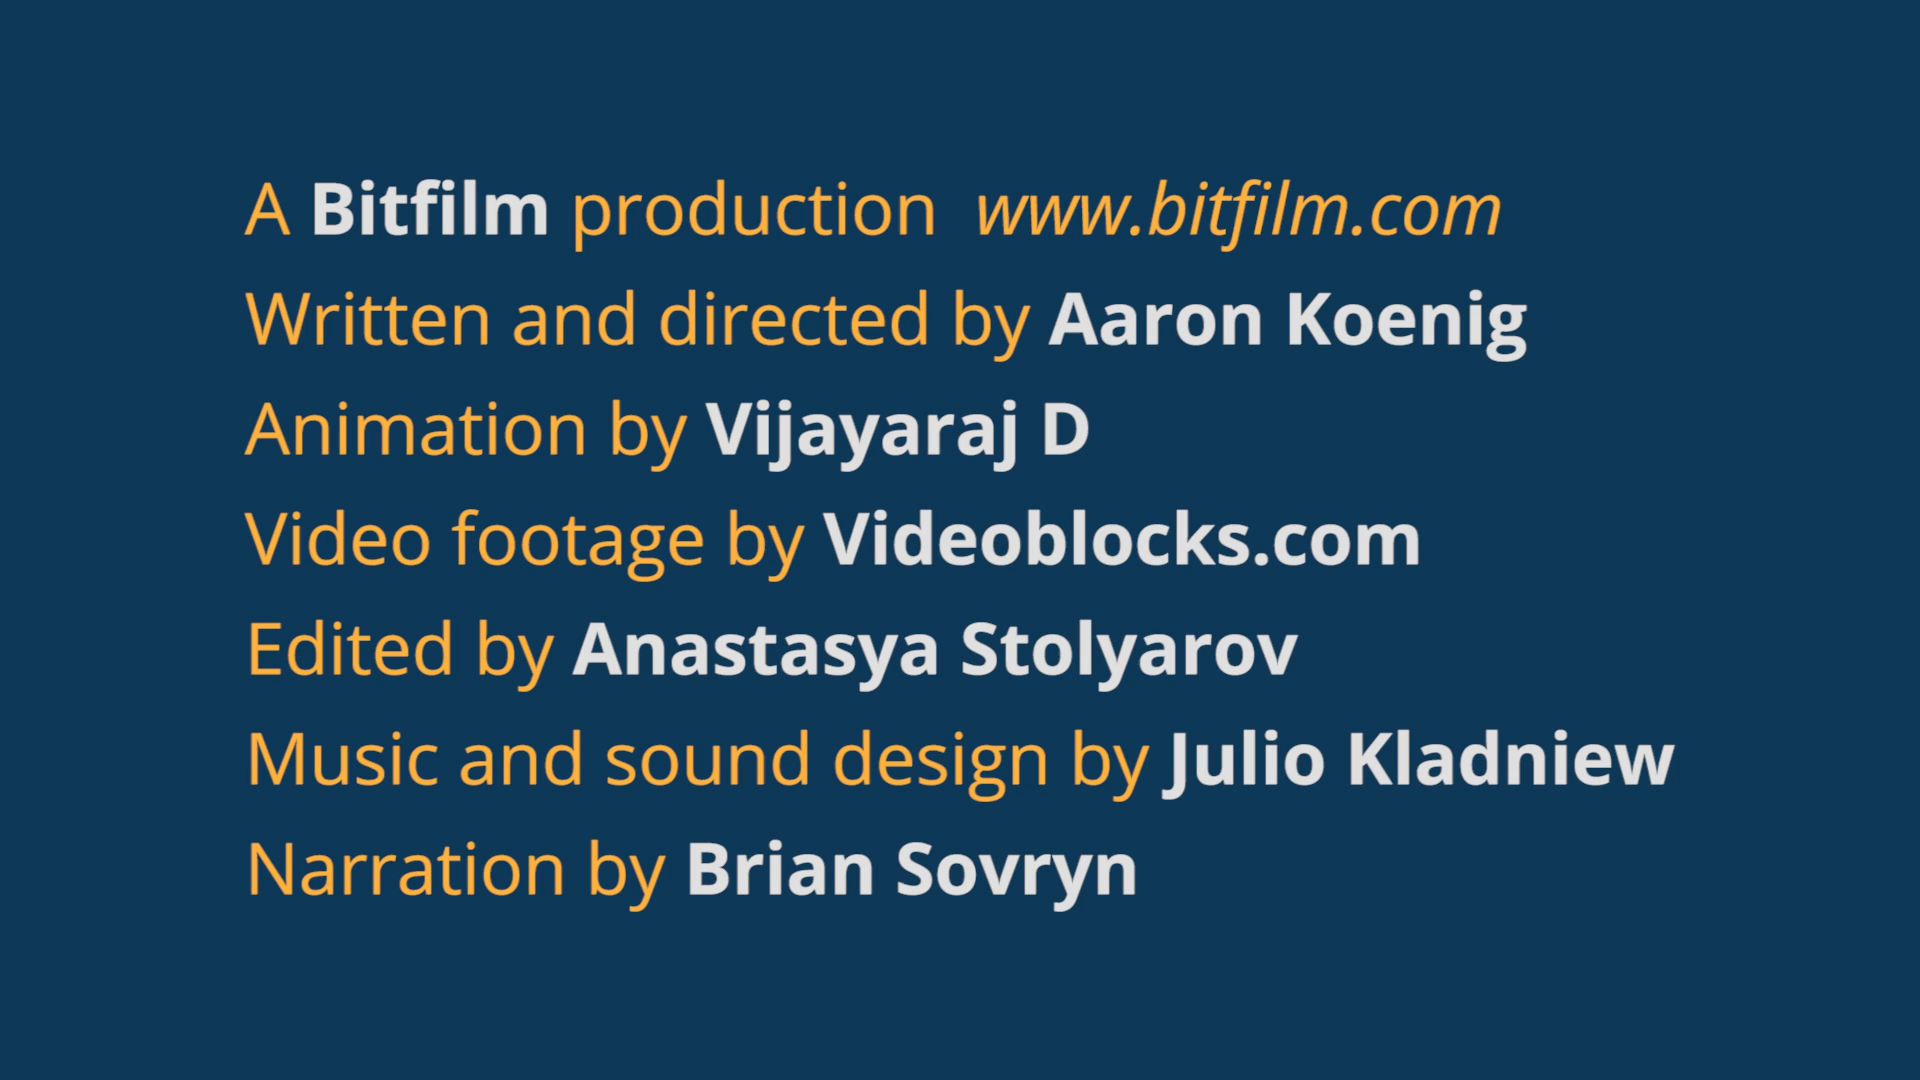 A Bitfilm production www.bitfilm.com
Written and directed by Aaron Koenig
Animation by Vijayaraj D
Video footage by Videoblocks.com
Edited by Anastasya Stolyarov
Music and sound design by Julio Kladniew
Narration by Brian Sovryn